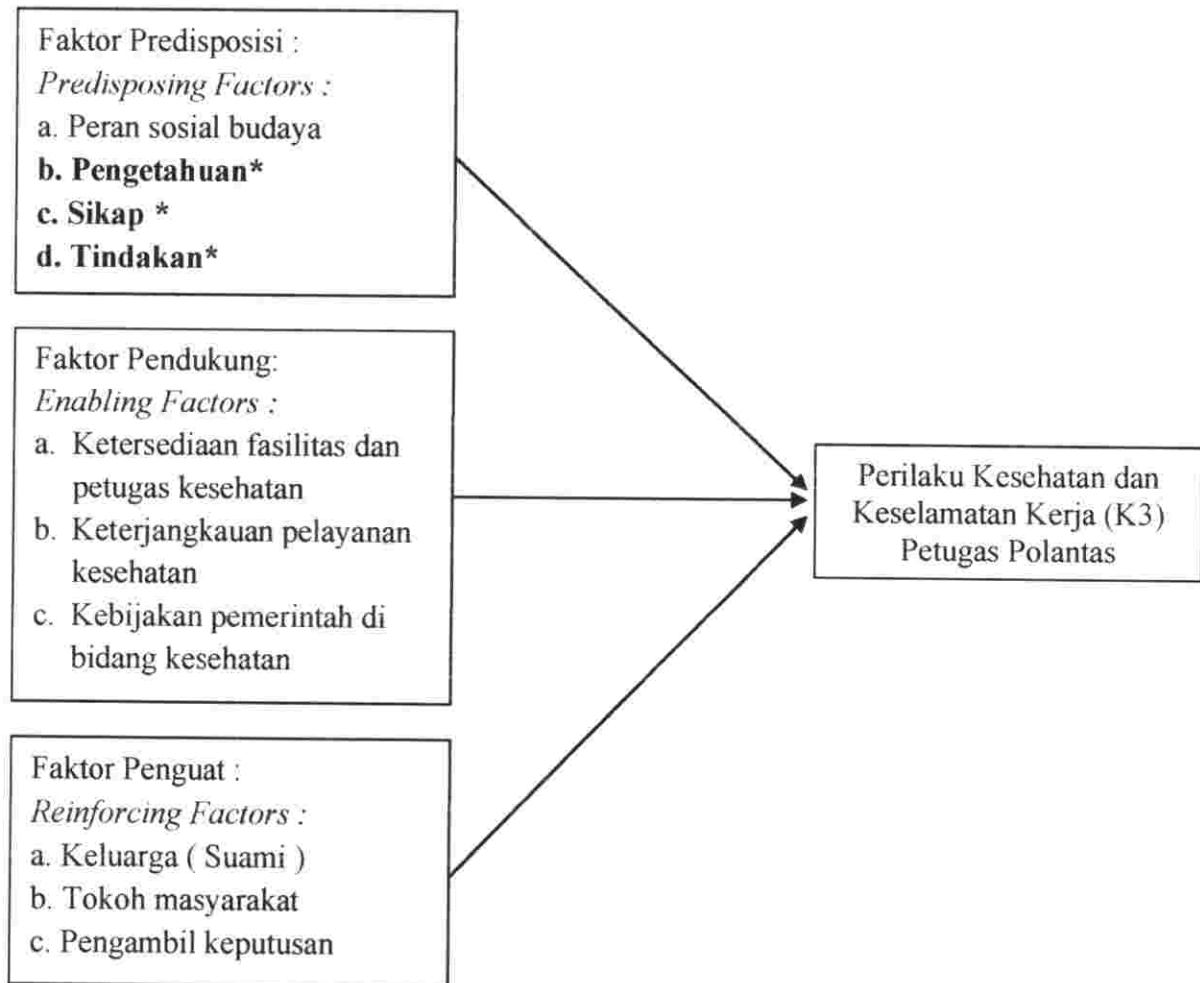 Faktor Predisposisi :
Predisposing Factors :
a. Peran sosial budaya
b. Pengetahuan*
c. Sikap *
d. Tindakan*
Faktor Pendukung:
Enabling Factors :
a. Ketersediaan fasilitas dan
petugas kesehatan
b. Keterjangkauan pelayanan
kesehatan
c. Kebijakan pemerintah di
bidang kesehatan
Faktor Penguat :
Reinforcing Factors :
a. Keluarga ( Suami )
b. Tokoh masyarakat
c. Pengambil keputusan
Perilaku Kesehatan dan
Keselamatan Kerja (K3)
Petugas Polantas